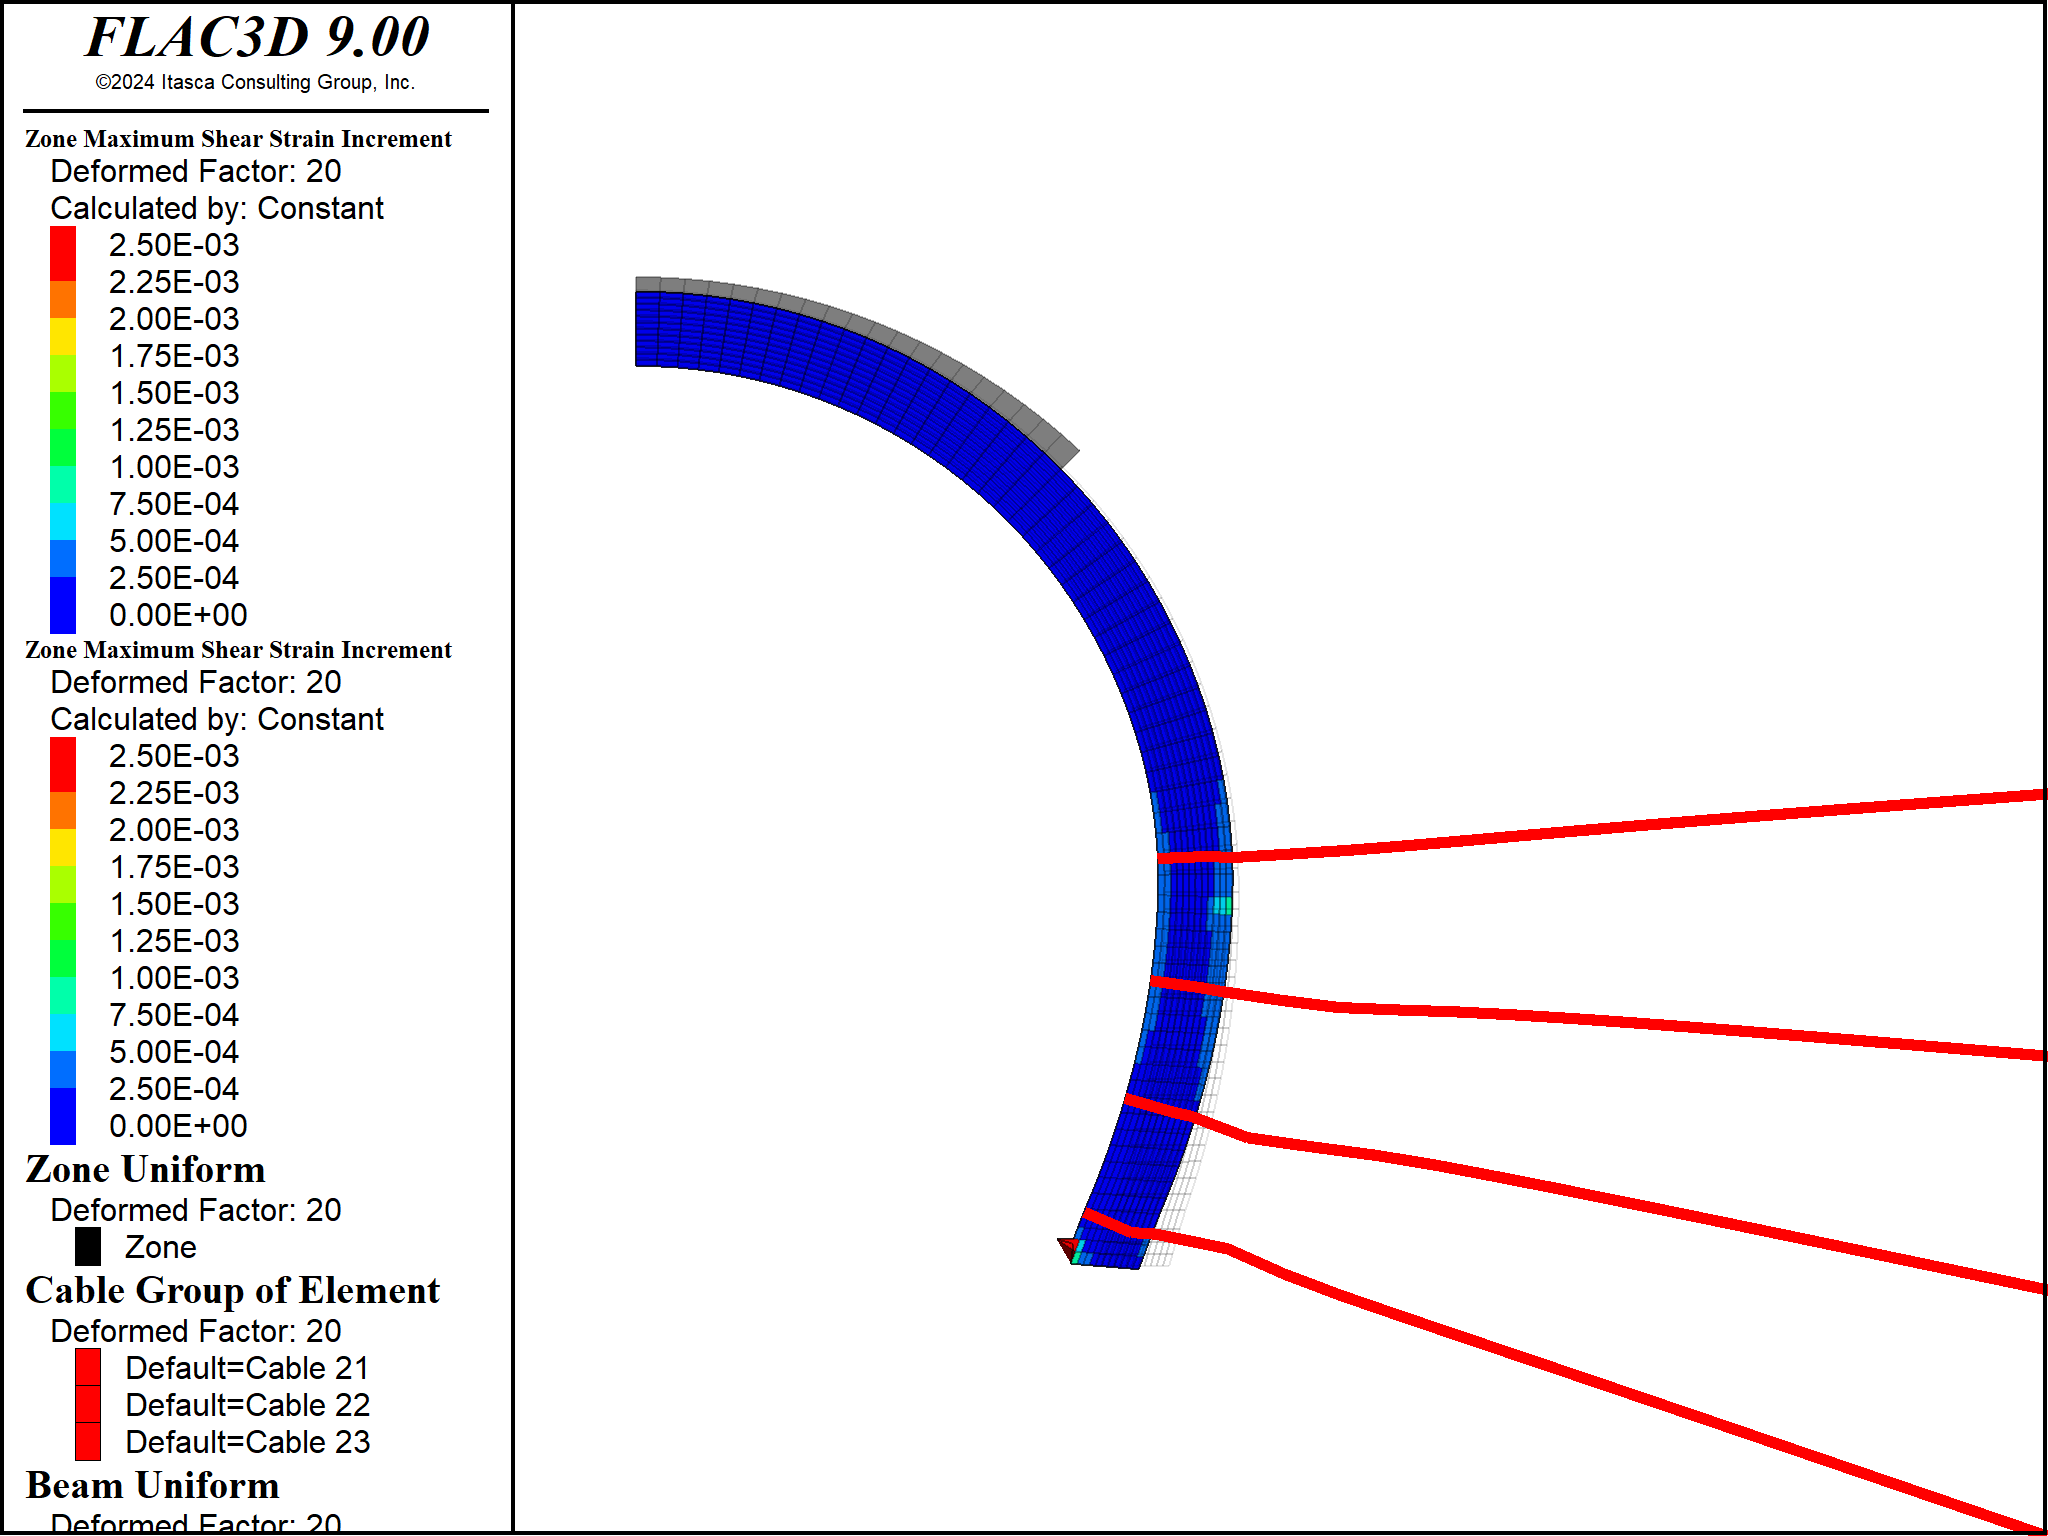 FLAC3D 9.00
©2024 Itasca Consulting Group, Inc.
Zone Maximum Shear Strain Increment
Deformed Factor: 20
Calculated by: Constant
2.50E-03
2.25E-03
2.00E-03
1.75E-03
1.50E-03
1.25E-03
1.00E-03
7.50E-04
5.00E-04
2.50E-04
0.00E+00
Zone Maximum Shear Strain Increment
Deformed Factor: 20
Calculated by: Constant
2.50E-03
2.25E-03
2.00E-03
1.75E-03
1.50E-03
1.25E-03
1.00E-03
7.50E-04
5.00E-04
2.50E-04
0.00E+00
Zone Uniform
Deformed Factor: 20
Zone
Cable Group of Element
Deformed Factor: 20
Default=Cable 21
Default=Cable 22
Default=Cable 23
Beam Uniform
Deformed Factor: 20